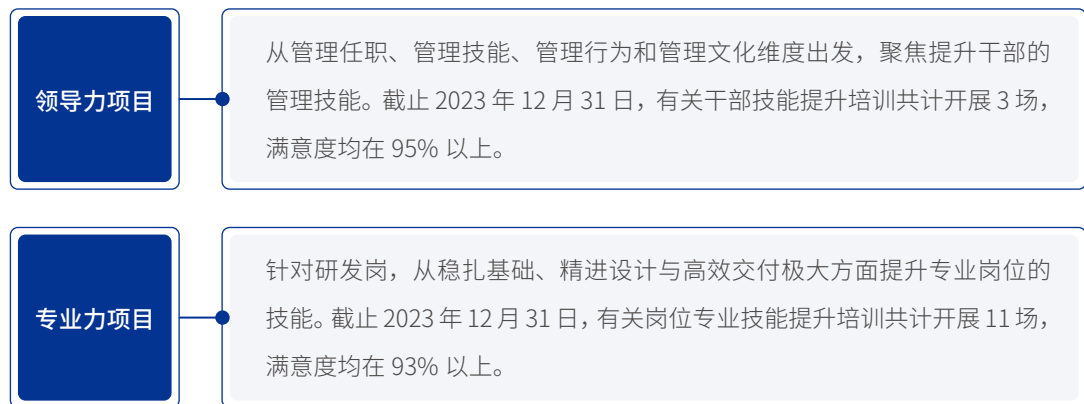 领导力项目
从管理任职、管理技能、管理行为和管理文化维度出发，聚焦提升干部的
管理技能。截止 2023 年 12 月 31 日，有关干部技能提升培训共计开展 3 场，
满意度均在 95% 以上。
专业力项目
针对研发岗，从稳扎基础、精进设计与高效交付极大方面提升专业岗位的
技能。截止 2023 年 12 月 31 日，有关岗位专业技能提升培训共计开展 11 场，
满意度均在 93% 以上。